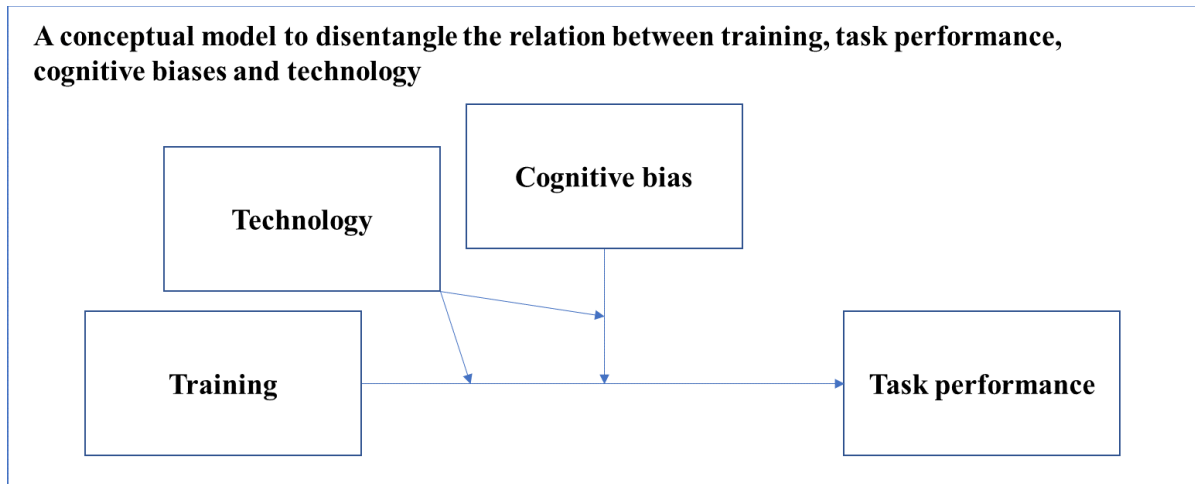 A conceptual model to disentangle the relation between training, task performance,
cognitive biases and technology
Cognitive bias
Technology
Training
Task performance